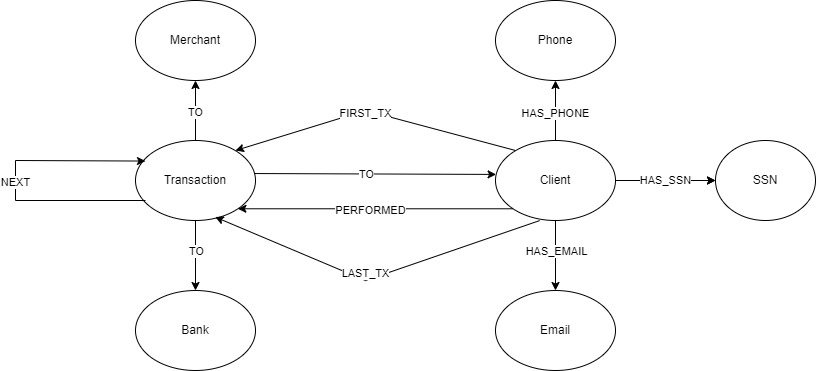 Merchant
Phone
TO
HAS_PHONE
FIRST_TX
Transaction
TO
Client
HAS_SSN
SSN
NEXT
PERFORMED
TO
HAS_EMAIL
LAST_TX
Bank
Email